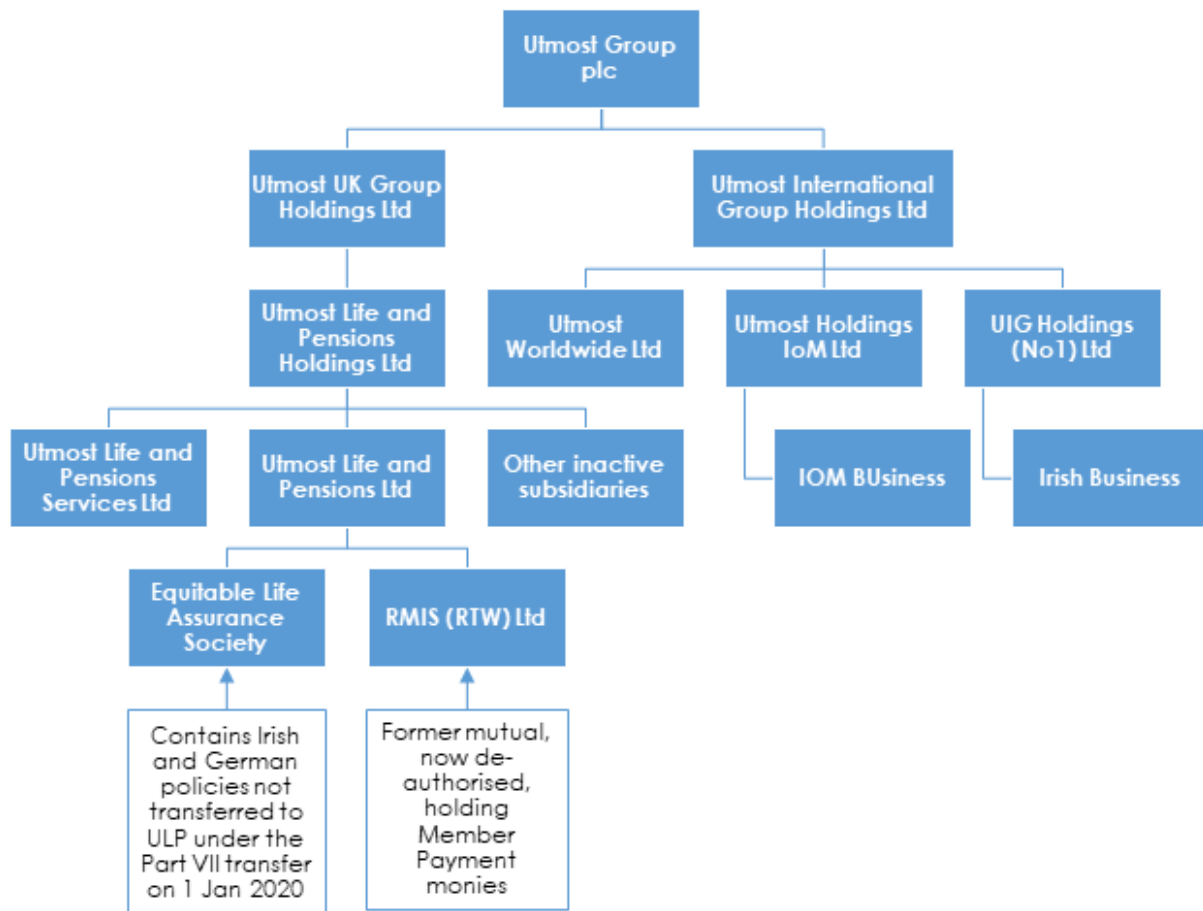 Utmost Group
plc
Utmost UK Group
Holdings Ltd
Utmost International
Group Holdings Ltd
Utmost Life and
Pensions
Holdings Ltd
Utmost
Worldwide Ltd
Utmost Holdings
IoM Ltd
UIG Holdings
(No1) Ltd
Utmost Life and
Pensions
Services Ltd
Utmost Life and
Pensions Ltd
Other inactive
subsidiaries
IOM BUsiness
Irish Business
Equitable Life
Assurance
Society
RMIS (RTW) Ltd
Contains Irish
and German
policies not
transferred to
ULP under the
Part VII transfer
on 1 Jan 2020
Former mutual,
now de-
authorised,
holding
Member
Payment
monies